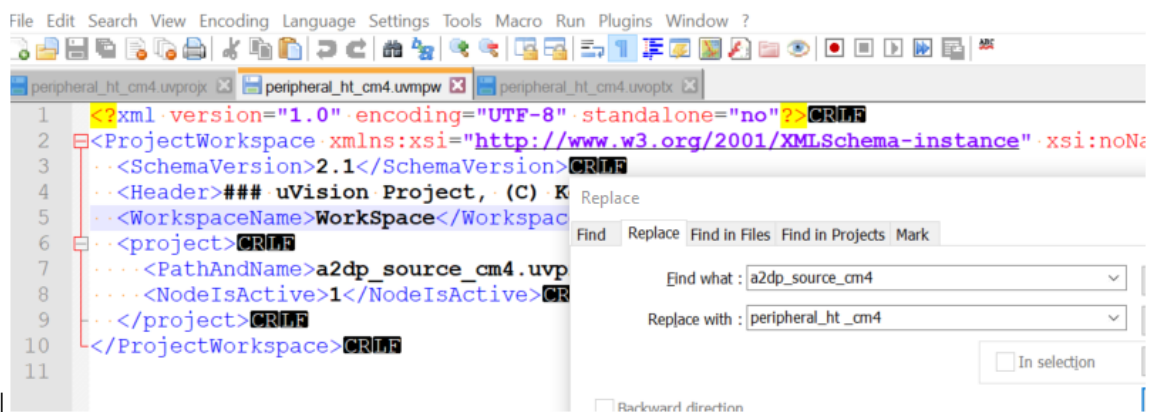 File Edit Search View Encoding Language Settings Tools Macro Run Plugins Window ?
peripheral_ht_cm4.uvprojx peripheral_ht_cm4.uvmpw peripheral_ht_cm4.uvoptx
1 <?xml version="1.0" encoding="UTF-8" standalone="no"?>CRLF
2 <ProjectWorkspace xmlns:xsi="http://www.w3.org/2001/XMLSchema-instance" xsi:noNa
3 <SchemaVersion>2.1</SchemaVersion>CRLF
4 <Header>### uVision Project, (C) K
5 <WorkspaceName>WorkSpace</Workspac
6 <project>CRLF
7 <PathAndName>a2dp_source_cm4.uvp
8 <NodeIsActive>1</NodeIsActive>CR
9 </project>CRLF
10 </ProjectWorkspace>CRLF
11
Replace
Find Replace Find in Files Find in Projects Mark
Find what : a2dp_source_cm4
Replace with : peripheral_ht _cm4
In selection
Backward direction